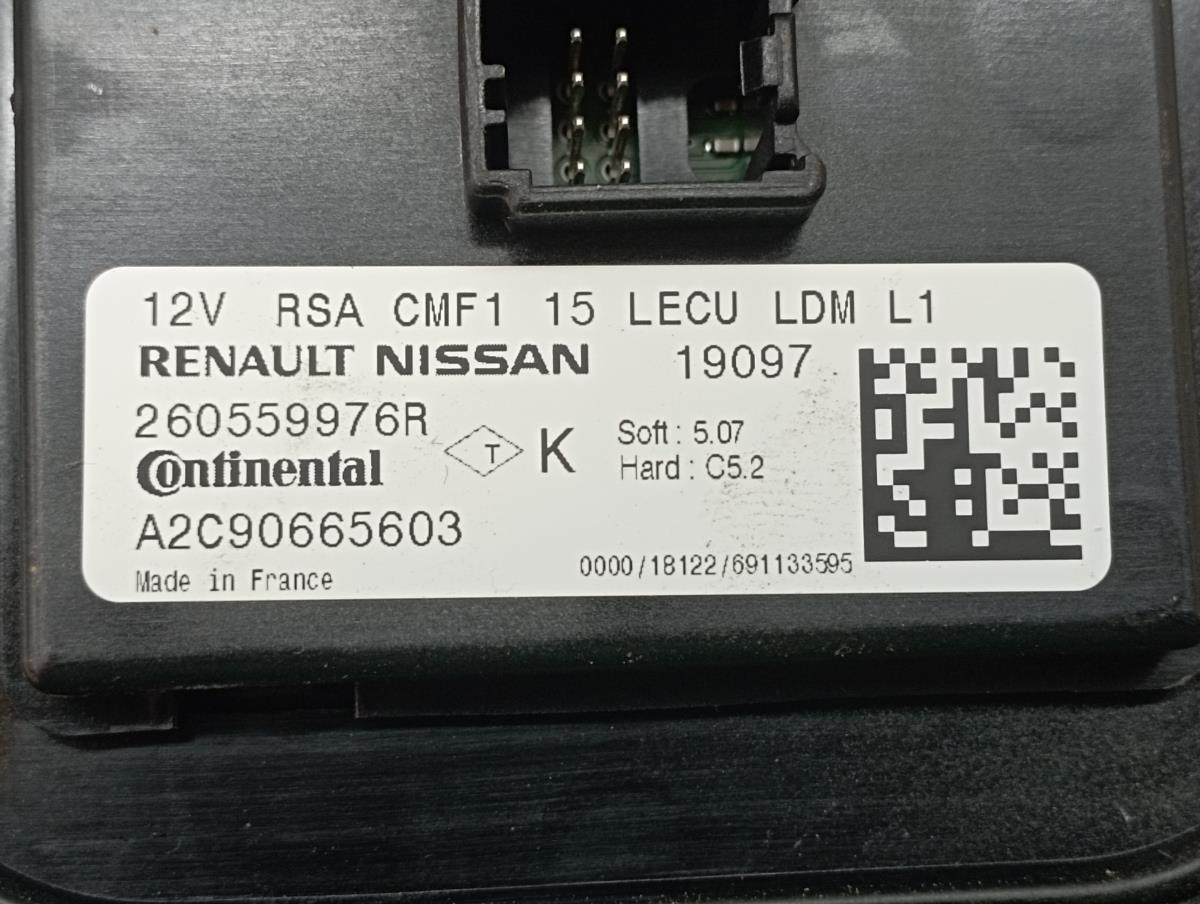 12V RSA CMF1 15 LECU LDM L1
RENAULT NISSAN 19097
260559976R
T K
Soft : 5.07
Hard : C5.2
Continental
A2C90665603
Made in France
0000/18122/691133595